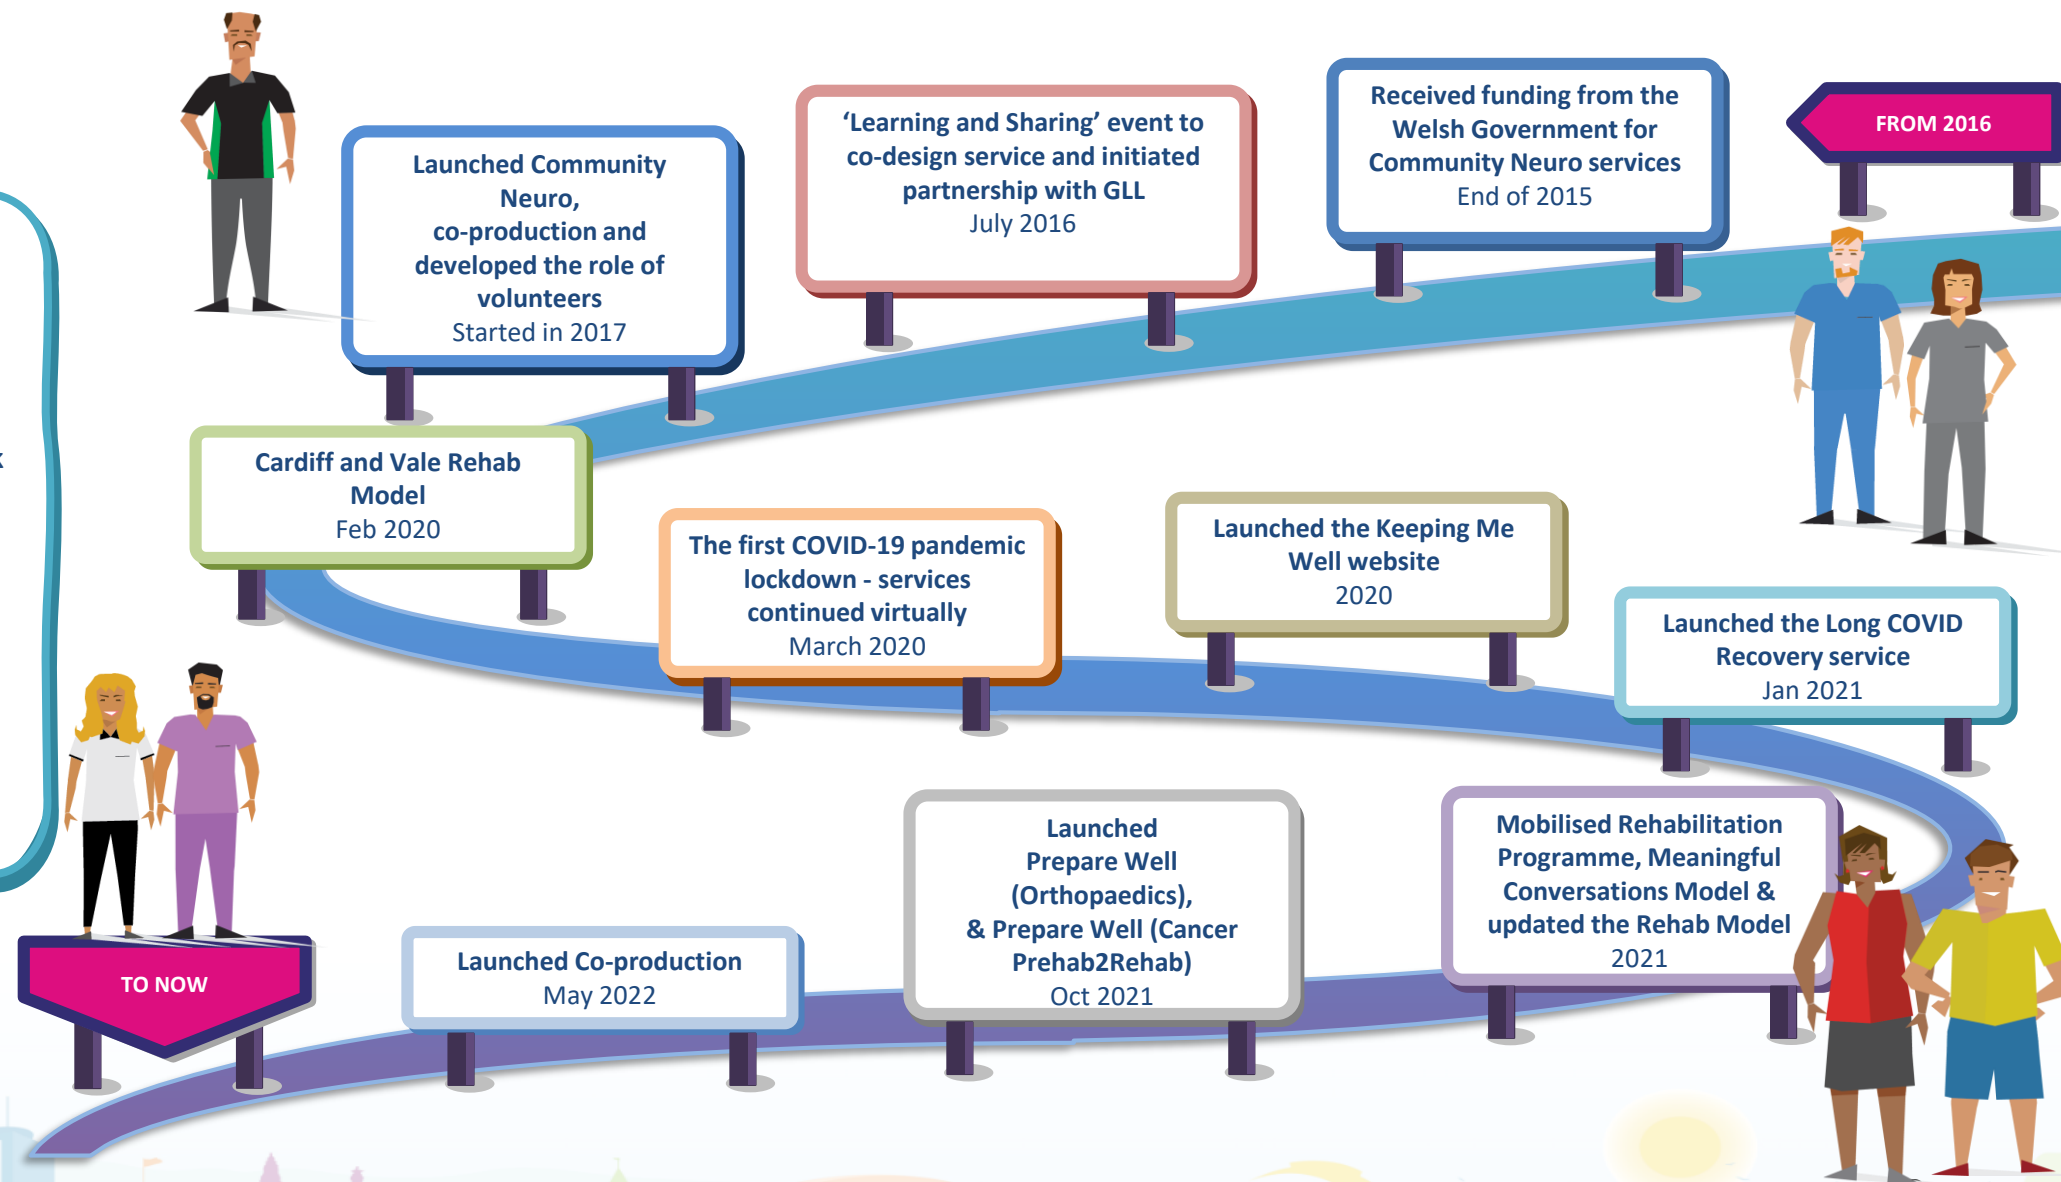 FROM 2016
Received funding from the
Welsh Government for
Community Neuro services
End of 2015
‘Learning and Sharing’ event to
co-design service and initiated
partnership with GLL
July 2016
Launched Community
Neuro,
co-production and
developed the role of
volunteers
Started in 2017
Cardiff and Vale Rehab
Model
Feb 2020
The first COVID-19 pandemic
lockdown - services
continued virtually
March 2020
Launched the Keeping Me
Well website
2020
Launched the Long COVID
Recovery service
Jan 2021
Mobilised Rehabilitation
Programme, Meaningful
Conversations Model &
updated the Rehab Model
2021
Launched
Prepare Well
(Orthopaedics),
& Prepare Well (Cancer
Prehab2Rehab)
Oct 2021
Launched Co-production
May 2022
TO NOW